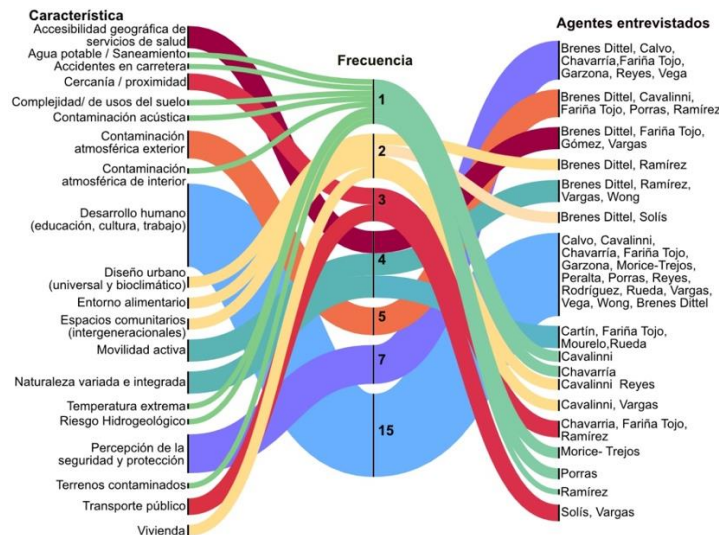 Característica
Accesibilidad geográfica
de servicios de salud
Agua potable / Saneamiento
Accidentes en carretera
Cercanía / proximidad
Complejidad/ de usos del suelo
Contaminación acústica
Contaminación
atmosférica exterior
Contaminación
atmosférica de interior
Desarrollo humano
(educación, cultura, trabajo)
Diseño urbano
(universal y bioclimático)
Entorno alimentario
Espacios comunitarios
(intergeneracionales)
Movilidad activa
Naturaleza variada e integrada
Temperatura extrema
Riesgo Hidrogeológico
Percepción de la
seguridad y protección
Terrenos contaminados
Transporte público
Vivienda
Frecuencia
1
2
3
4
5
7
15
Agentes entrevistados
Brenes Dittel, Calvo,
Chavarría,Fariña Tojo,
Garzona, Reyes, Vega
Brenes Dittel, Cavalinni,
Fariña Tojo, Porras, Ramírez
Brenes Dittel, Fariña Tojo,
Gómez, Vargas
Brenes Dittel, Ramírez
Brenes Dittel, Ramírez,
Vargas, Wong
Brenes Dittel, Solís
Calvo, Cavalinni,
Chavarría, Fariña Tojo,
Garzona, Morice-Trejos,
Peralta, Porras, Reyes,
Rodríguez, Rueda, Vargas,
Vega, Wong, Brenes Dittel
Cartín, Fariña Tojo,
Mourelo,Rueda
Cavalinni
Chavarría
Cavalinni Reyes
Cavalinni, Vargas
Chavarria, Fariña Tojo,
Ramírez
Morice- Trejos
Porras
Ramírez
Solís, Vargas